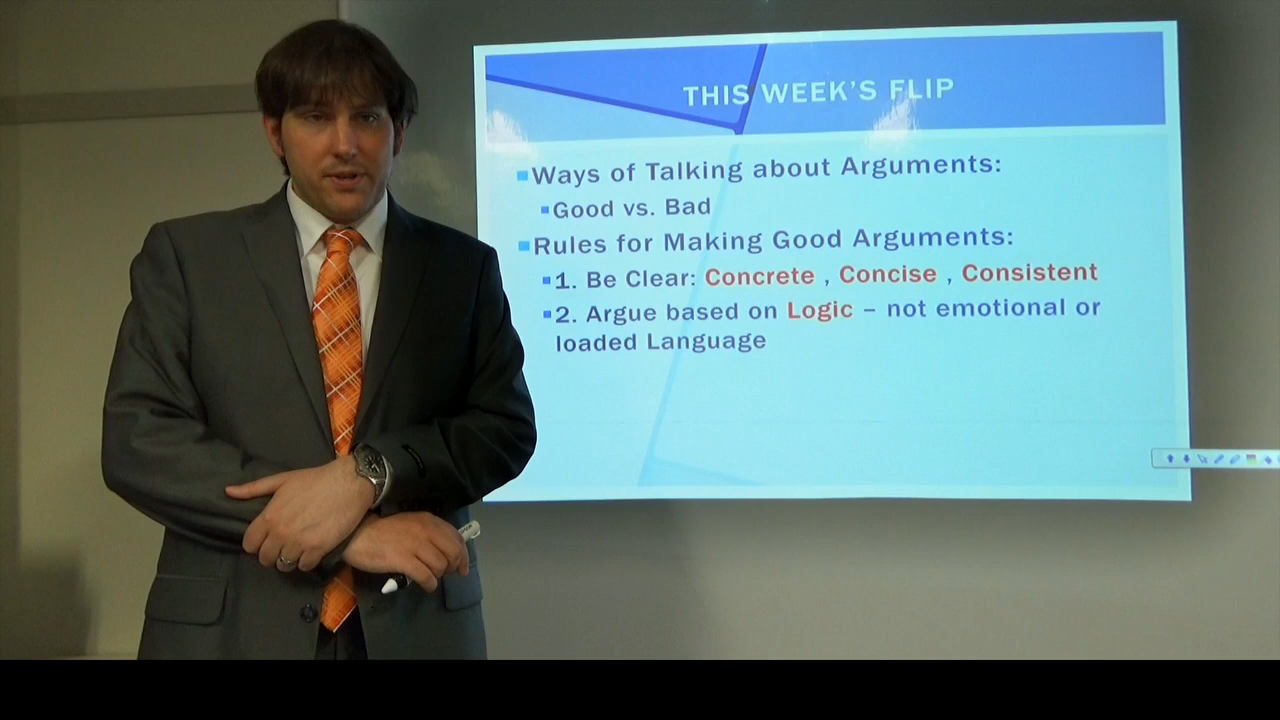 THIS WEEK'S FLIP
Ways of Talking about Arguments:
Good vs. Bad
Rules for Making Good Arguments:
1. Be Clear: Concrete , Concise , Consistent
2. Argue based on Logic – not emotional or
loaded Language